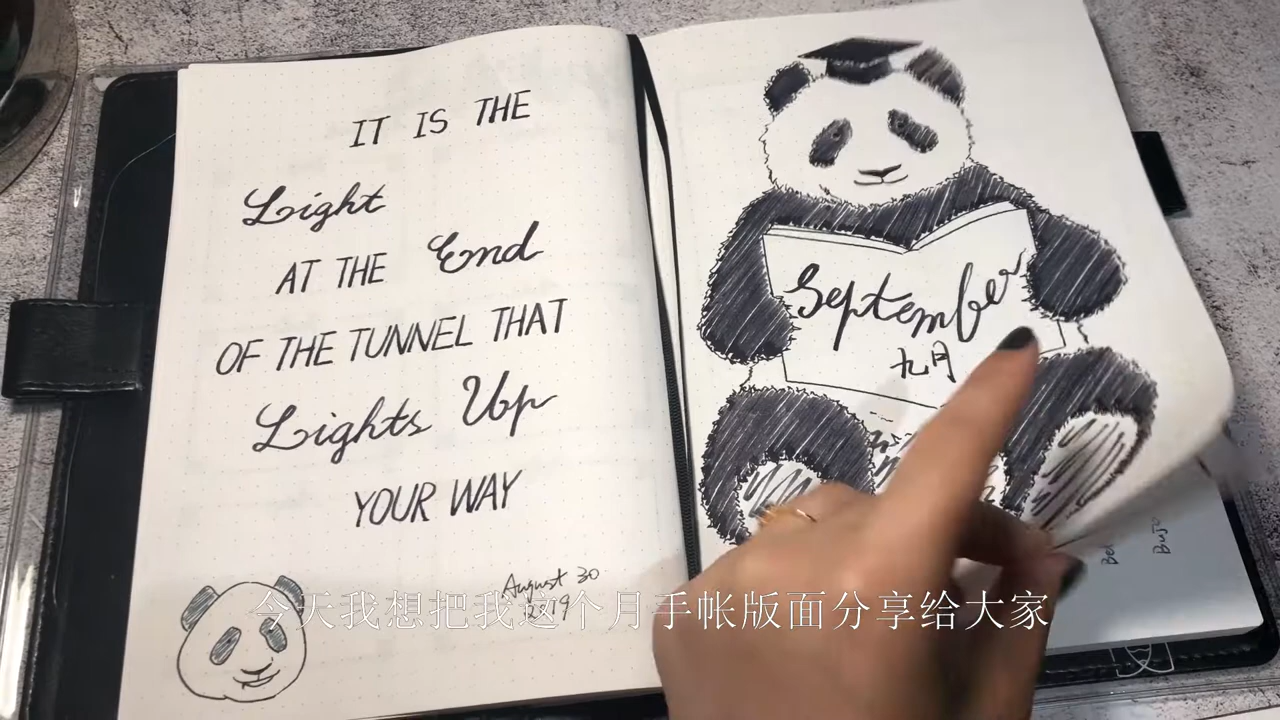 IT IS THE
Light
AT THE End
OF THE TUNNEL THAT
Lights Up
YOUR WAY
August 30
2019
September
九月
BuJo
今天我想把我这个月手帐版面分享给大家